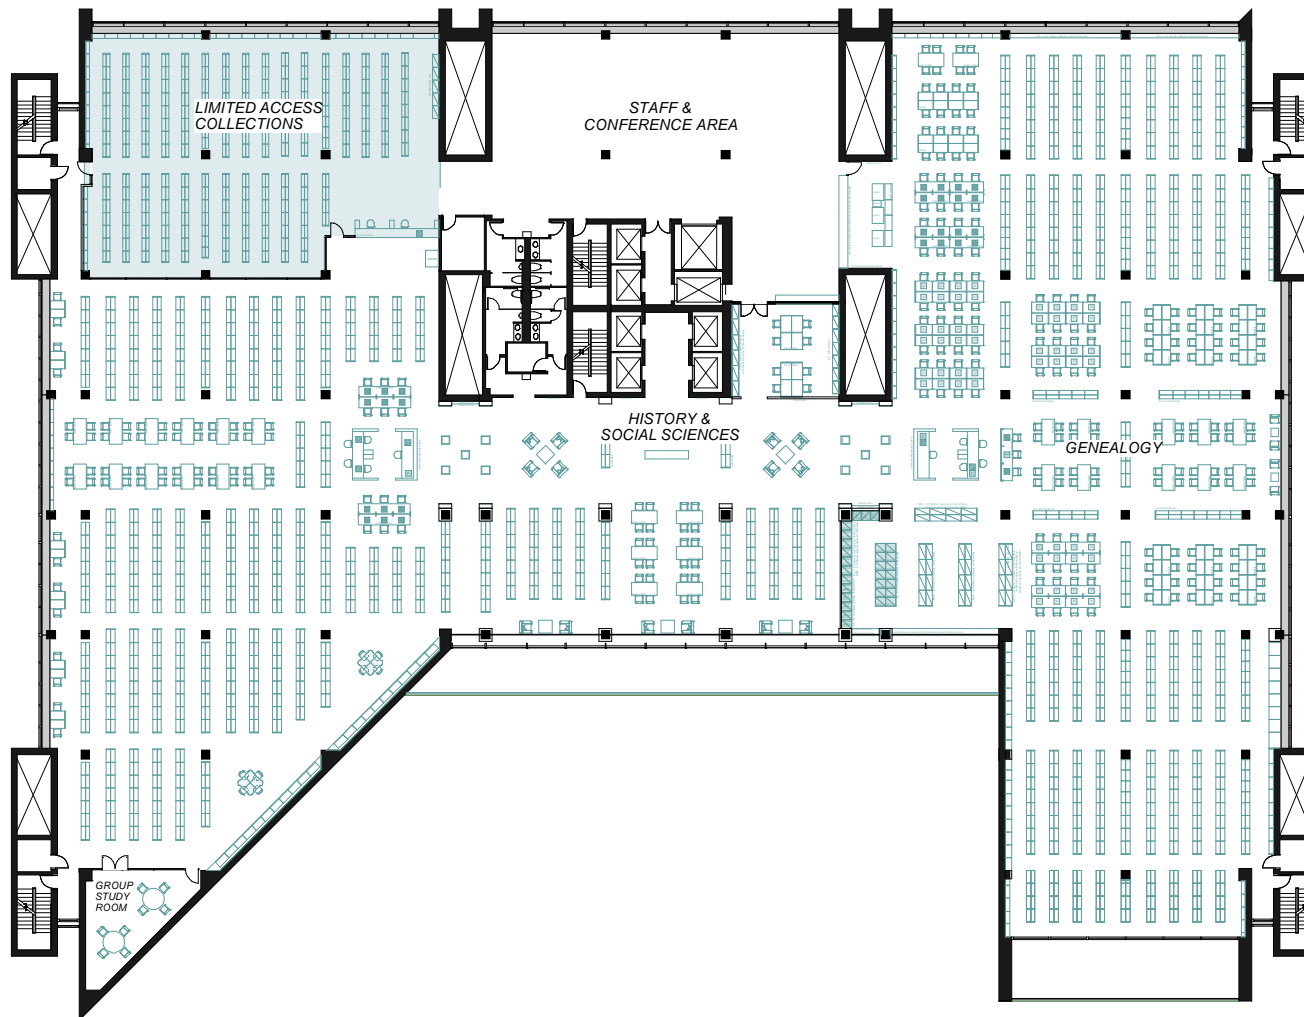 LIMITED ACCESS
COLLECTIONS
STAFF &
CONFERENCE AREA
HISTORY &
SOCIAL SCIENCES
GENEALOGY
GROUP
STUDY
ROOM